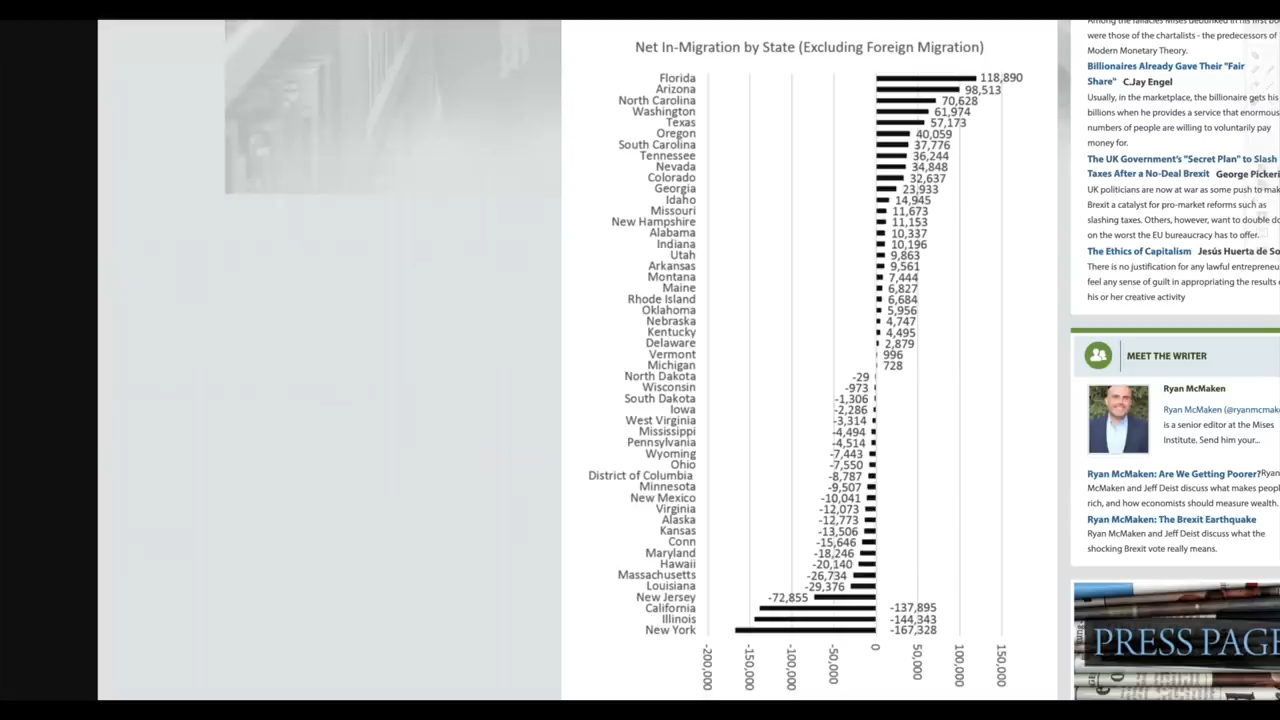 Net In-Migration by State (Excluding Foreign Migration)
Florida 118,890
Arizona 98,513
North Carolina 70,628
Washington 61,974
Texas 57,173
Oregon 40,059
South Carolina 37,776
Tennessee 36,244
Nevada 34,848
Colorado 32,637
Georgia 23,933
Idaho 14,945
Missouri 11,673
New Hampshire 11,153
Alabama 10,337
Indiana 10,196
Utah 9,863
Arkansas 9,561
Montana 7,444
Maine 6,827
Rhode Island 6,684
Oklahoma 5,956
Nebraska 4,747
Kentucky 4,495
Delaware 2,879
Vermont 996
Michigan 728
North Dakota -29
Wisconsin -973
South Dakota -1,306
Iowa -2,286
West Virginia -3,314
Mississippi -4,494
Pennsylvania -4,514
Wyoming -7,443
Ohio -7,550
District of Columbia -8,787
Minnesota -9,507
New Mexico -10,041
Virginia -12,073
Alaska -12,773
Kansas -13,506
Conn -15,646
Maryland -18,246
Hawaii -20,140
Massachusetts -26,734
Louisiana -29,376
New Jersey -72,855
California -137,895
Illinois -144,343
New York -167,328
-200,000 -150,000 -100,000 -50,000 0 50,000 100,000 150,000
Among the fallacies Mises debunked in his first bo
were those of the chartalists - the predecessors of
Modern Monetary Theory.
Billionaires Already Gave Their "Fair
Share" C.Jay Engel
Usually, in the marketplace, the billionaire gets his
billions when he provides a service that enormous
numbers of people are willing to voluntarily pay
money for.
The UK Government's "Secret Plan" to Slash
Taxes After a No-Deal Brexit George Pickeri
UK politicians are now at war as some push to mak
Brexit a catalyst for pro-market reforms such as
slashing taxes. Others, however, want to double do
on the worst the EU bureaucracy has to offer.
The Ethics of Capitalism Jesús Huerta de So
There is no justification for any lawful entrepreneu
feel any sense of guilt in appropriating the results o
his or her creative activity
MEET THE WRITER
Ryan McMaken
Ryan McMaken (@ryanmcmak
is a senior editor at the Mises
Institute. Send him your...
Ryan McMaken: Are We Getting Poorer?Ryan
McMaken and Jeff Deist discuss what makes peopl
rich, and how economists should measure wealth.
Ryan McMaken: The Brexit Earthquake
Ryan McMaken and Jeff Deist discuss what the
shocking Brexit vote really means.
PRESS PAGE